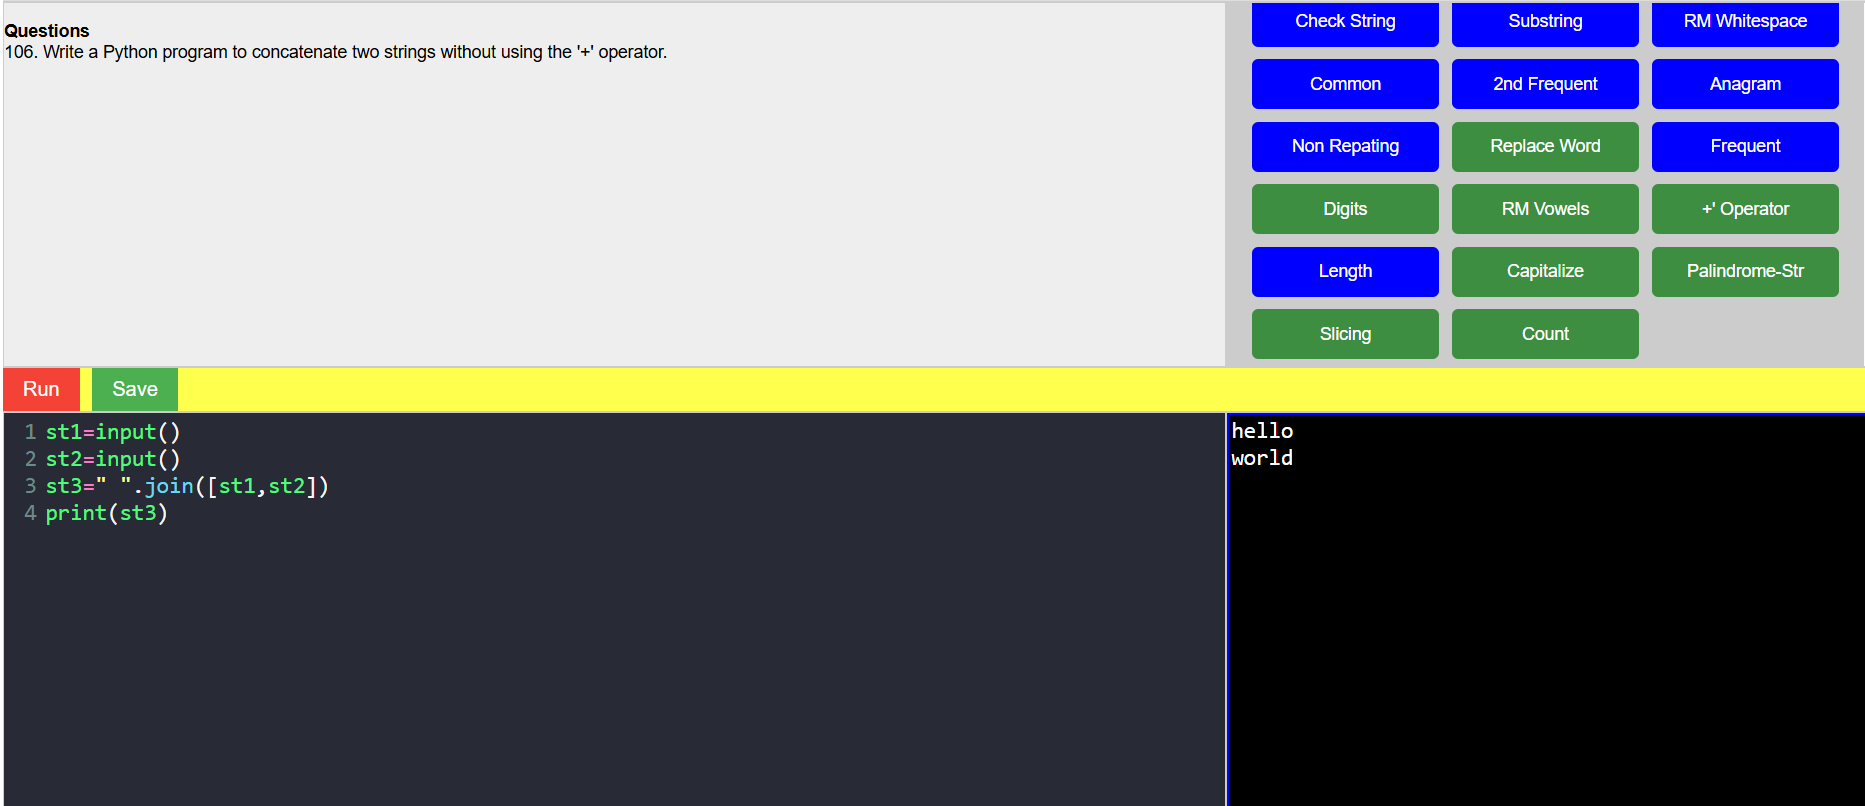 Questions
106. Write a Python program to concatenate two strings without using the '+' operator.
Check String
Substring
RM Whitespace
Common
2nd Frequent
Anagram
Non Repating
Replace Word
Frequent
Digits
RM Vowels
+' Operator
Length
Capitalize
Palindrome-Str
Slicing
Count
Run
Save
1 st1=input()
2 st2=input()
3 st3=" ".join([st1,st2])
4 print(st3)
hello
world